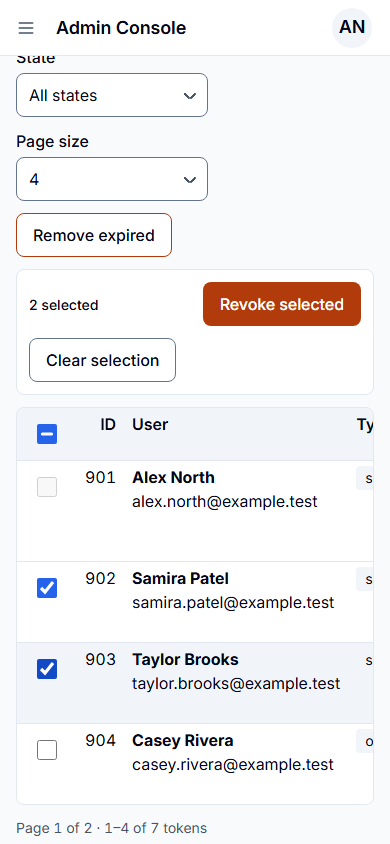 Admin Console
AN
State
All states
Page size
4
Remove expired
2 selected
Revoke selected
Clear selection
ID User Ty
901 Alex North s
alex.north@example.test
902 Samira Patel s
samira.patel@example.test
903 Taylor Brooks s
taylor.brooks@example.test
904 Casey Rivera o
casey.rivera@example.test
Page 1 of 2 · 1–4 of 7 tokens